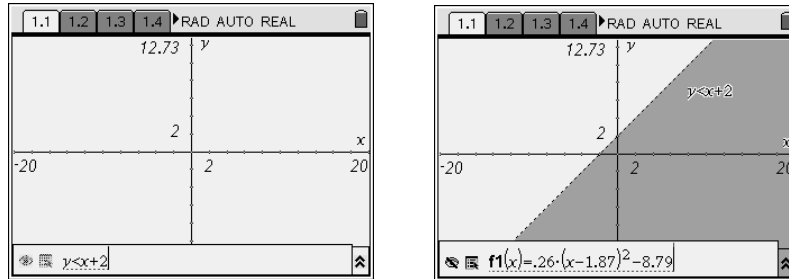 1.1 1.2 1.3 1.4 RAD AUTO REAL
12.73 y
2
x
-20 2 20
y<x+2
1.1 1.2 1.3 1.4 RAD AUTO REAL
12.73 y
y<x+2
2
x
-20 2 20
f1(x)=.26·(x-1.87)²-8.79